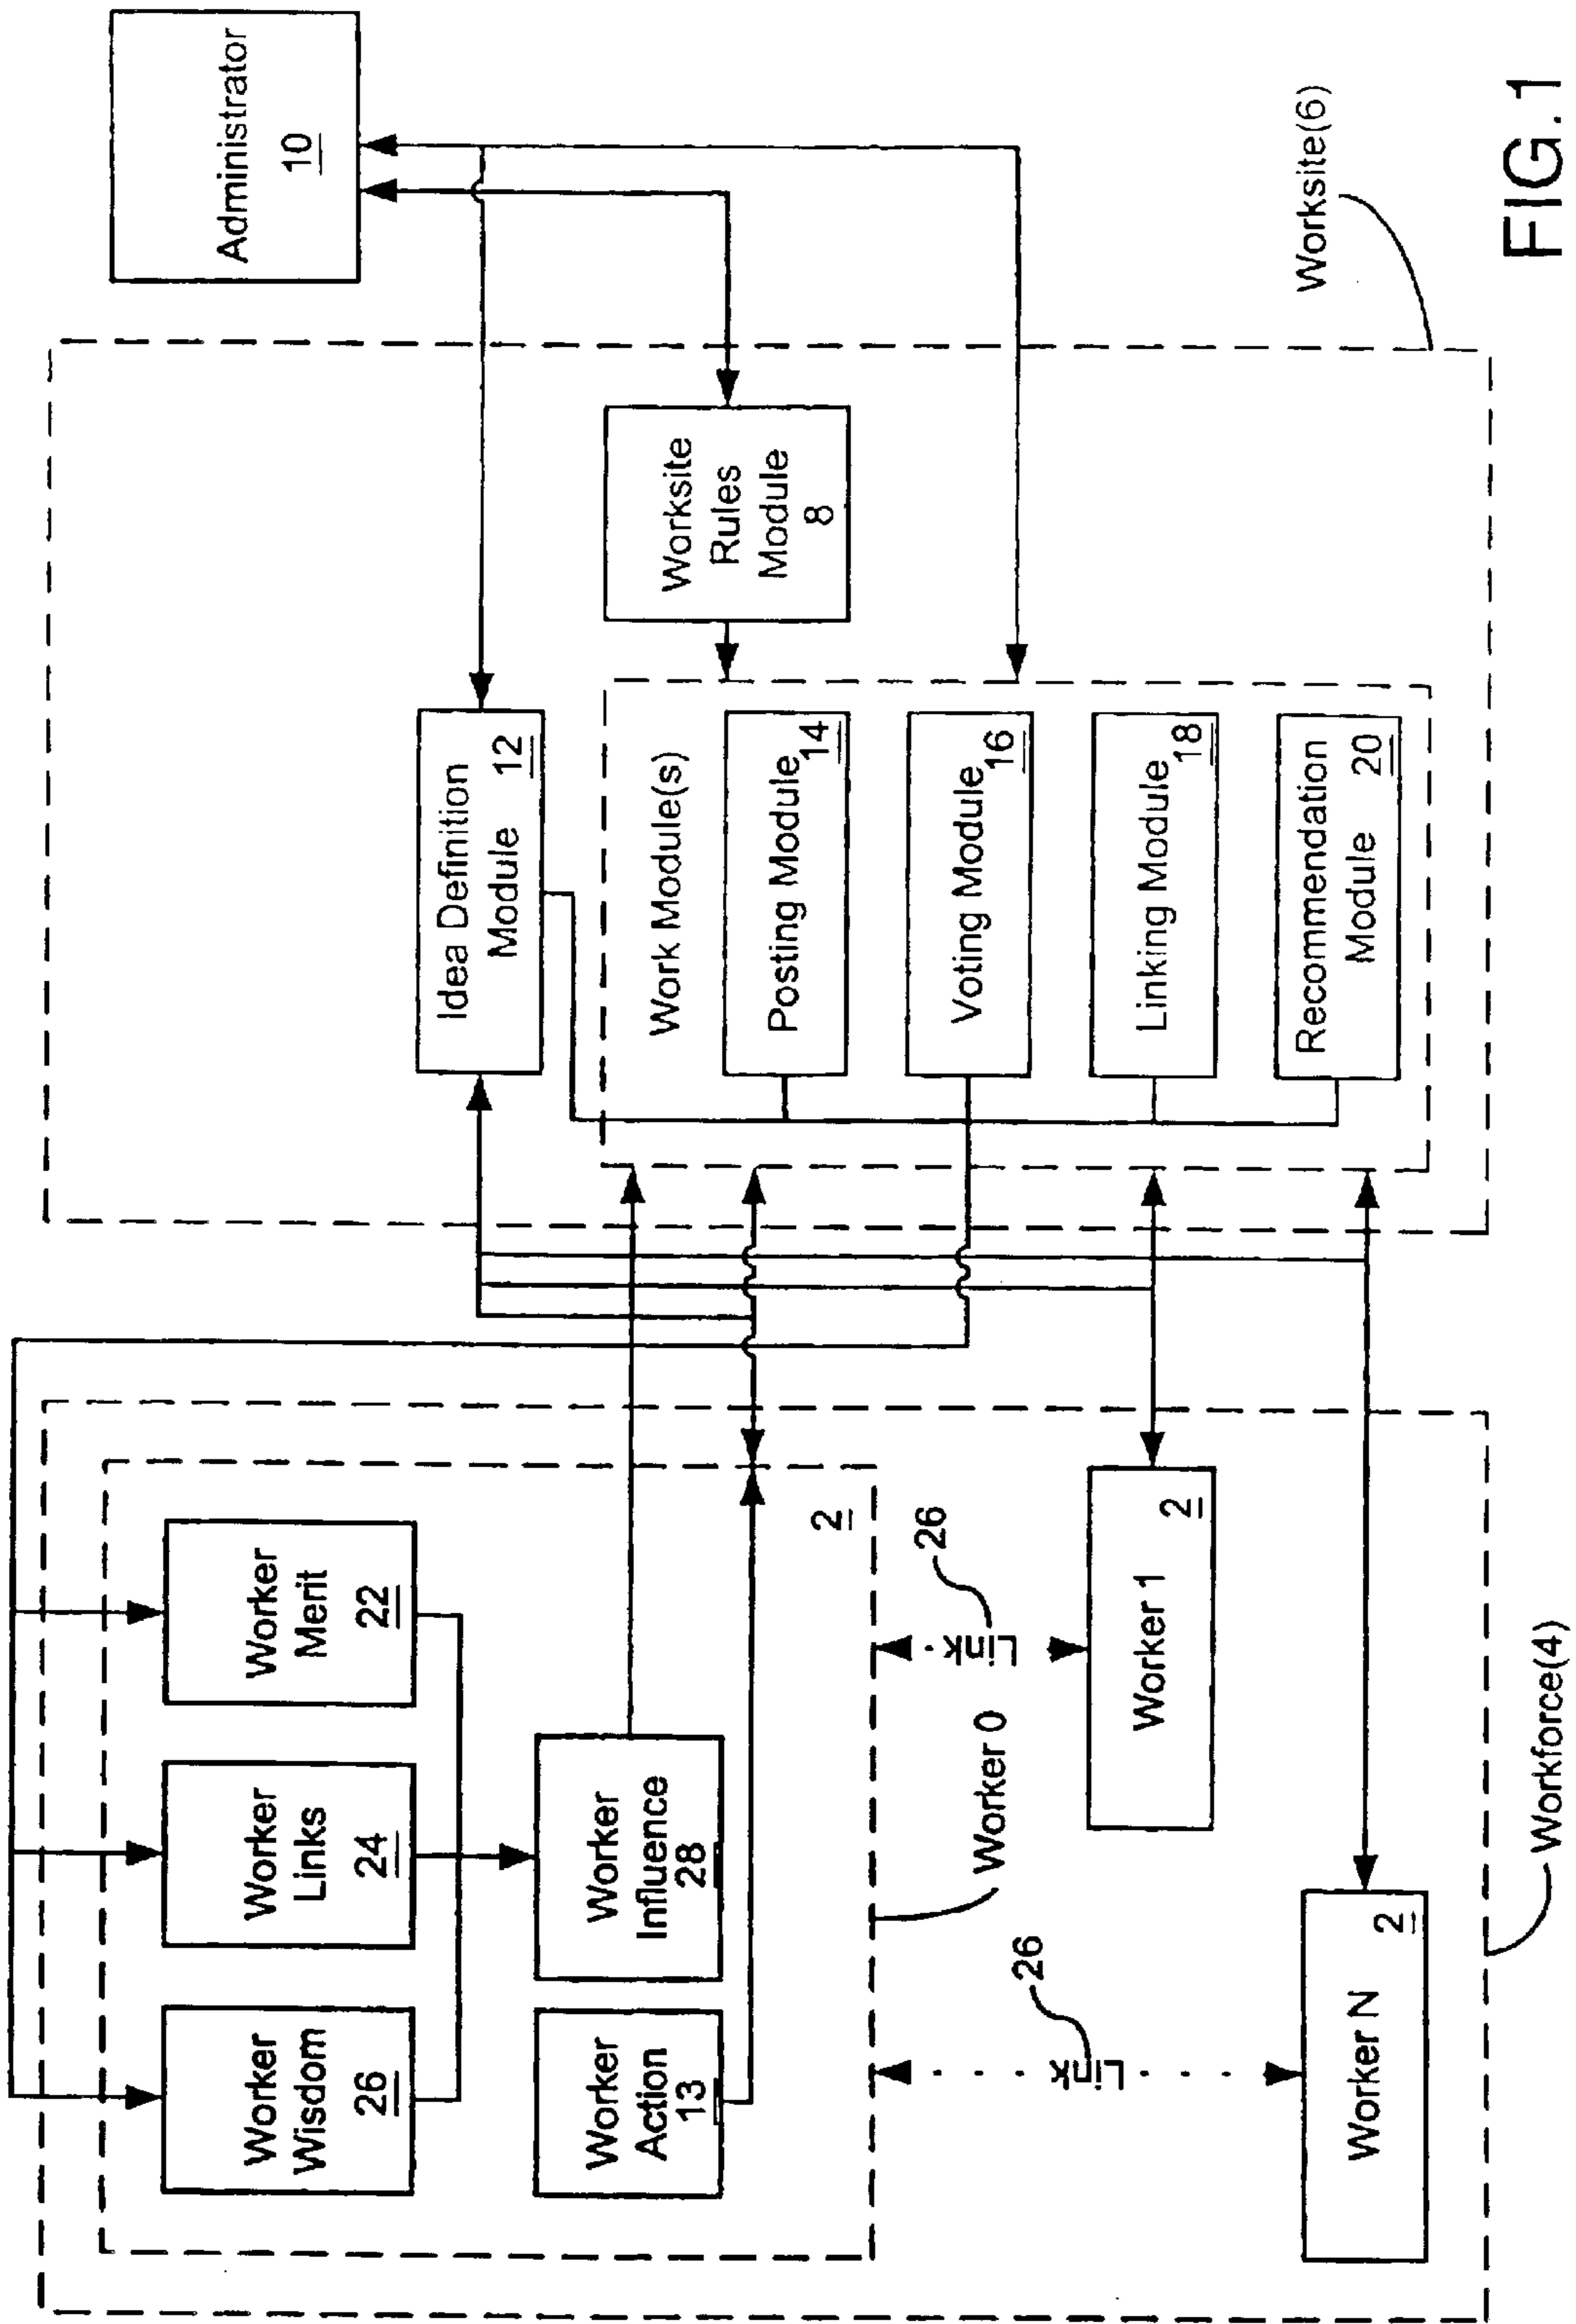 Worker
Wisdom
26
Worker
Links
24
Worker
Merit
22
Worker
Action
13
Worker
Influence
28
2
Worker 0
Link
26
Link
26
Worker 1
2
Worker N
2
Workforce(4)
Idea Definition
Module 12
Work Module(s)
Posting Module 14
Voting Module 16
Linking Module 18
Recommendation
Module 20
Worksite
Rules
Module
8
Administrator
10
Worksite(6)
FIG.1